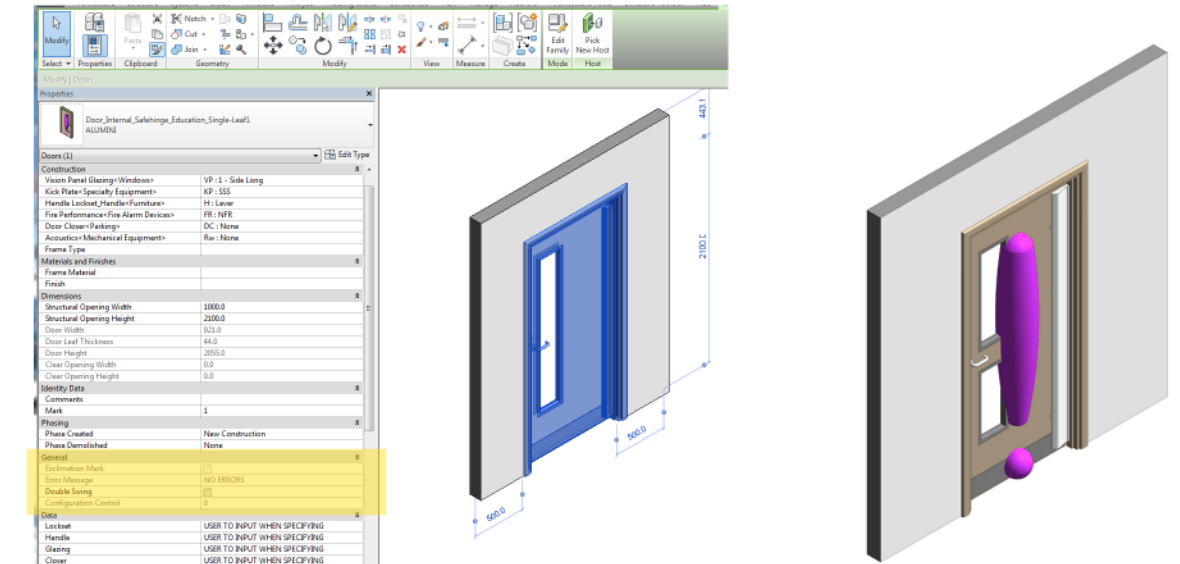 Modify
Paste
Notch
Cut
Join
Edit Family
Pick New Host
Select
Properties
Clipboard
Geometry
Modify
View
Measure
Create
Mode
Host
Modify | Doors
Properties
Door_Internal_Safehinge_Education_Single-Leaf1
ALUMINI
Doors (1)
Edit Type
Construction
Vision Panel Glazing<Windows> VP : 1 - Side Long
Kick Plate<Specialty Equipment> KP : SSS
Handle Lockset_Handle<Furniture> H : Lever
Fire Performance<Fire Alarm Devices> FR : NFR
Door Closer<Parking> DC : None
Acoustics<Mechanical Equipment> Rw : None
Frame Type
Materials and Finishes
Frame Material
Finish
Dimensions
Structural Opening Width 1000.0
Structural Opening Height 2100.0
Door Width 921.0
Door Leaf Thickness 44.0
Door Height 2055.0
Clear Opening Width 0.0
Clear Opening Height 0.0
Identity Data
Comments
Mark 1
Phasing
Phase Created New Construction
Phase Demolished None
General
Exclmation Mark
Error Message NO ERRORS
Double Swing
Configuration Control 0
Data
Lockset USER TO INPUT WHEN SPECIFYING
Handle USER TO INPUT WHEN SPECIFYING
Glazing USER TO INPUT WHEN SPECIFYING
Closer USER TO INPUT WHEN SPECIFYING
443.1
2100.0
500.0
500.0